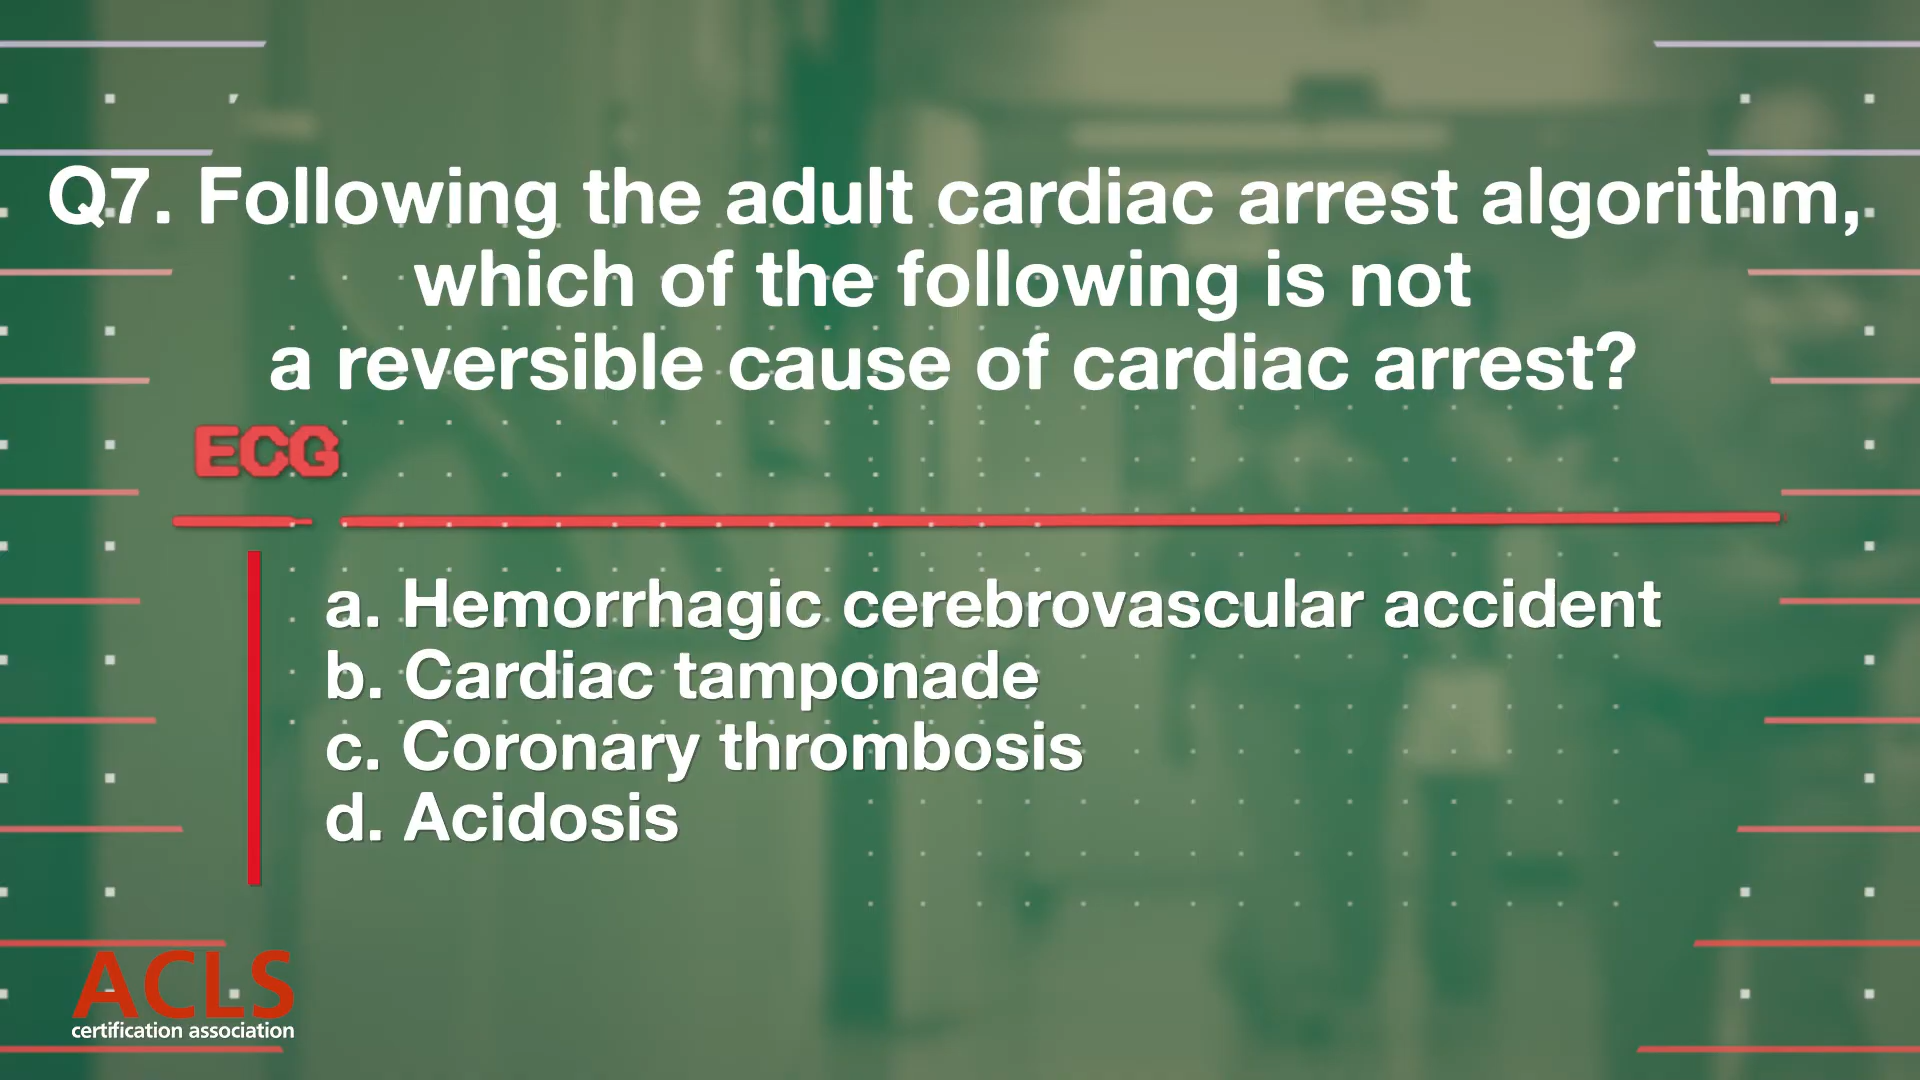 Q7. Following the adult cardiac arrest algorithm,
which of the following is not
a reversible cause of cardiac arrest?
ECG
a. Hemorrhagic cerebrovascular accident
b. Cardiac tamponade
c. Coronary thrombosis
d. Acidosis
ACLS
certification association